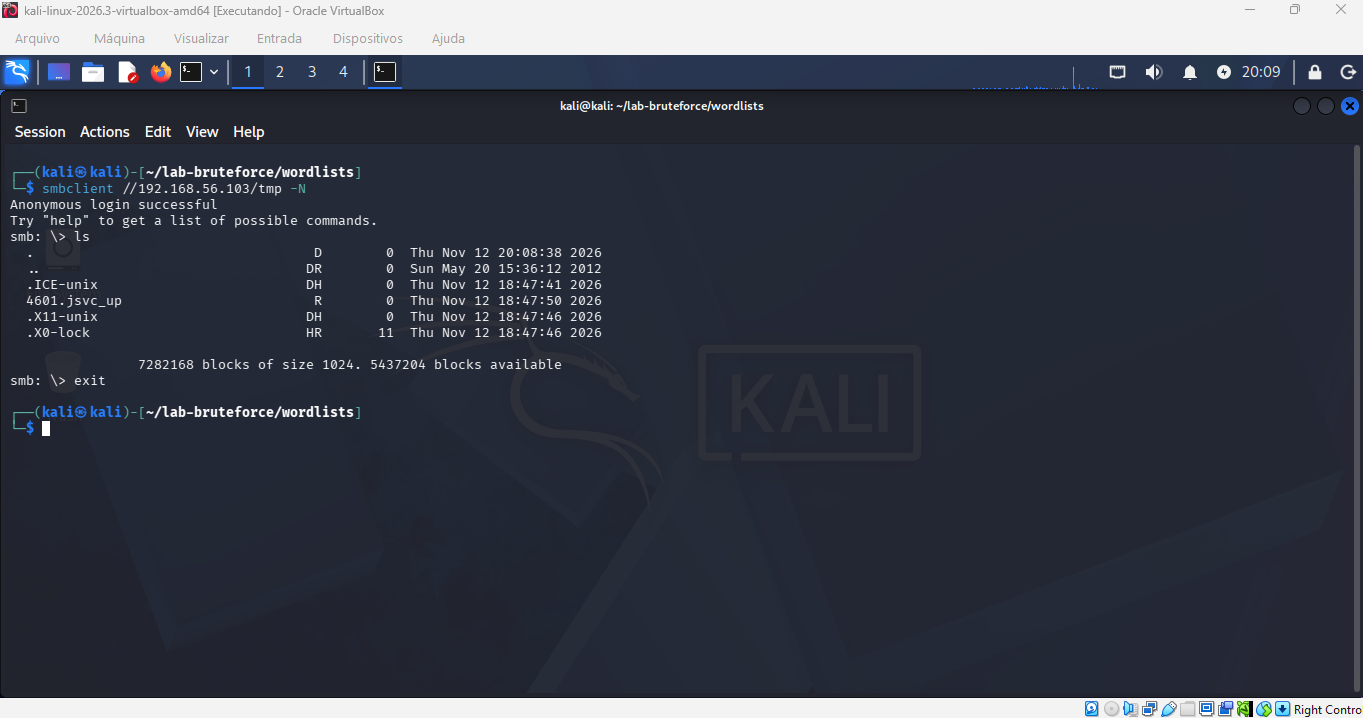 kali-linux-2026.3-virtualbox-amd64 [Executando] - Oracle VirtualBox
Arquivo Máquina Visualizar Entrada Dispositivos Ajuda
1 2 3 4 20:09
kali@kali: ~/lab-bruteforce/wordlists
Session Actions Edit View Help
┌──(kali㉿kali)-[~/lab-bruteforce/wordlists]
└─$ smbclient //192.168.56.103/tmp -N
Anonymous login successful
Try "help" to get a list of possible commands.
smb: \> ls
. D 0 Thu Nov 12 20:08:38 2026
.. DR 0 Sun May 20 15:36:12 2012
.ICE-unix DH 0 Thu Nov 12 18:47:41 2026
4601.jsvc_up R 0 Thu Nov 12 18:47:50 2026
.X11-unix DH 0 Thu Nov 12 18:47:46 2026
.X0-lock HR 11 Thu Nov 12 18:47:46 2026
7282168 blocks of size 1024. 5437204 blocks available
smb: \> exit
┌──(kali㉿kali)-[~/lab-bruteforce/wordlists]
└─$
KALI
Right Contro